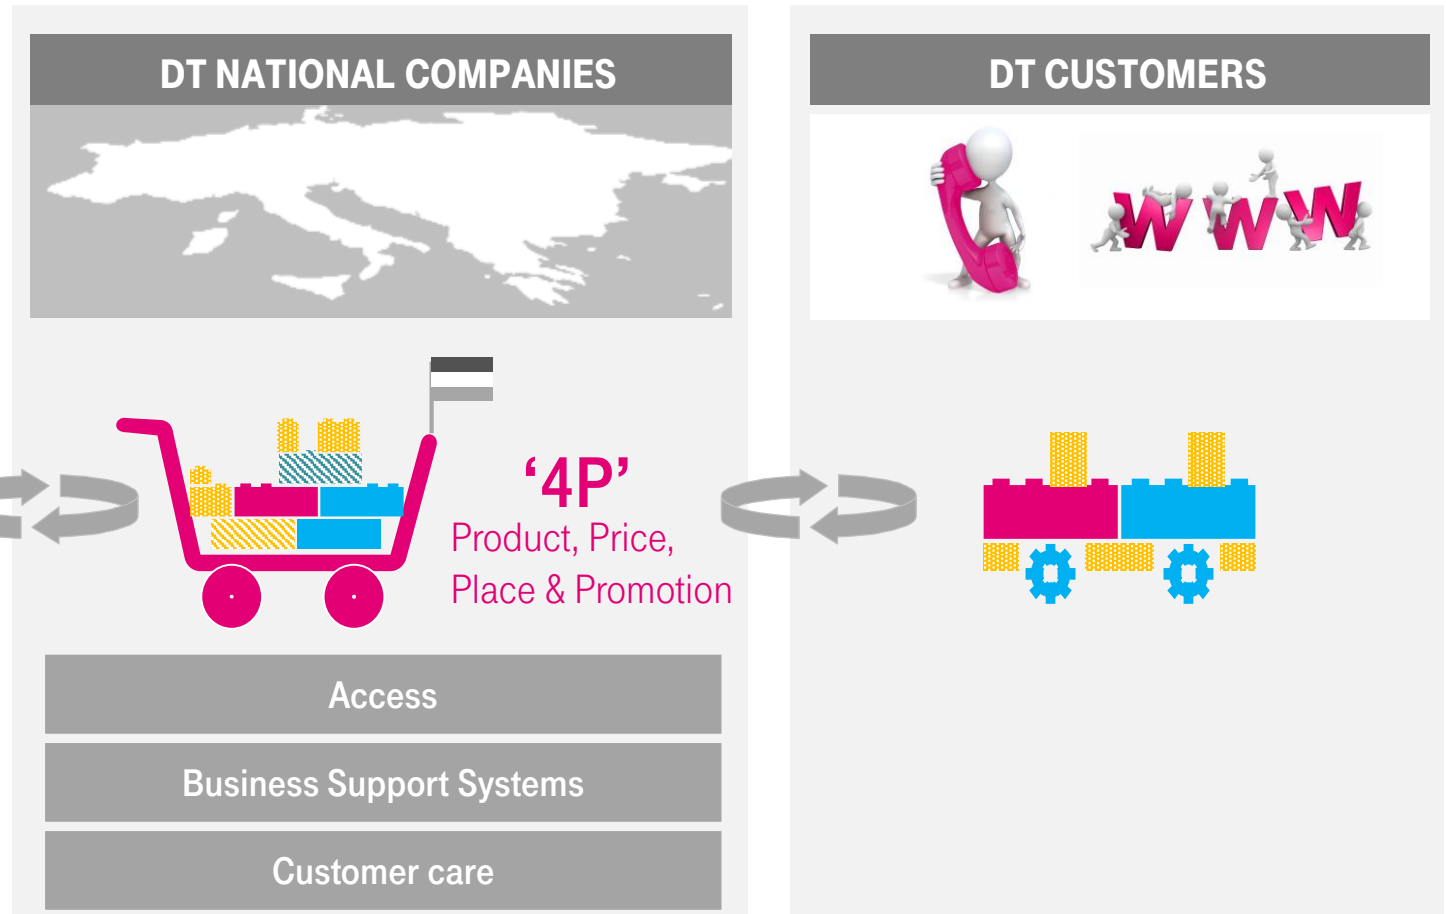 DT NATIONAL COMPANIES
‘4P’
Product, Price,
Place & Promotion
Access
Business Support Systems
Customer care
DT CUSTOMERS
WWW